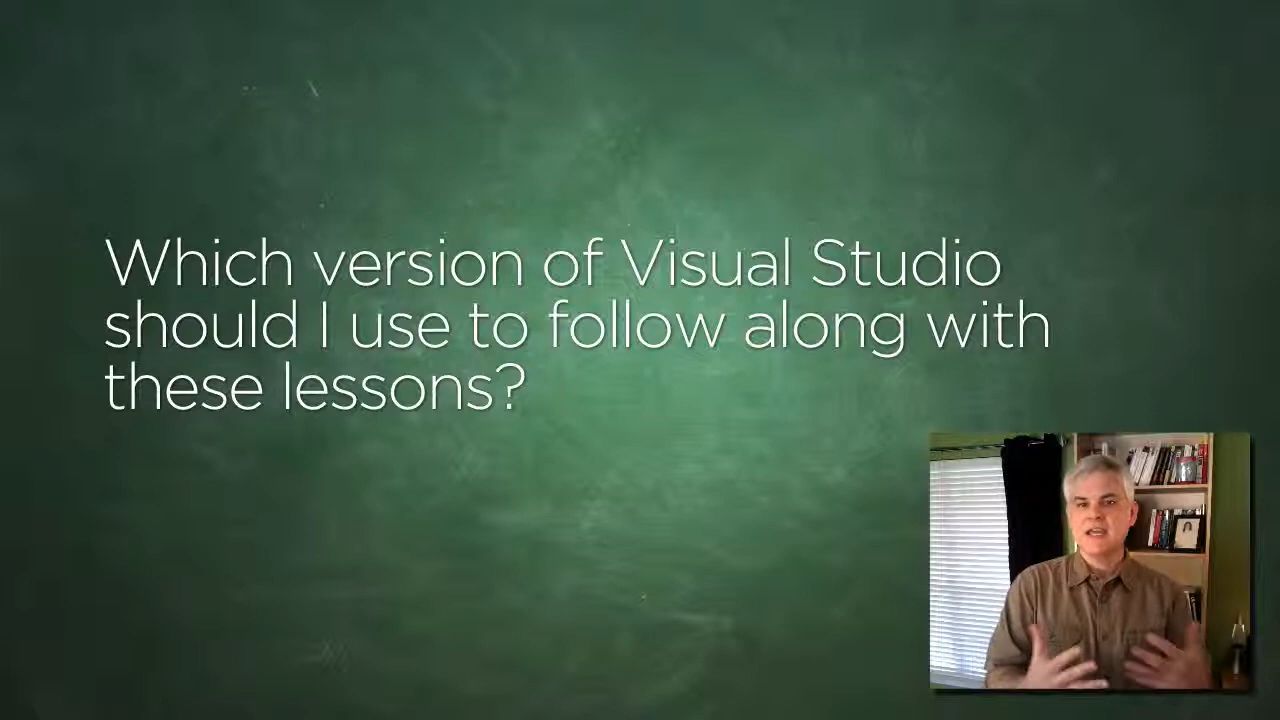 Which version of Visual Studio
should I use to follow along with
these lessons?